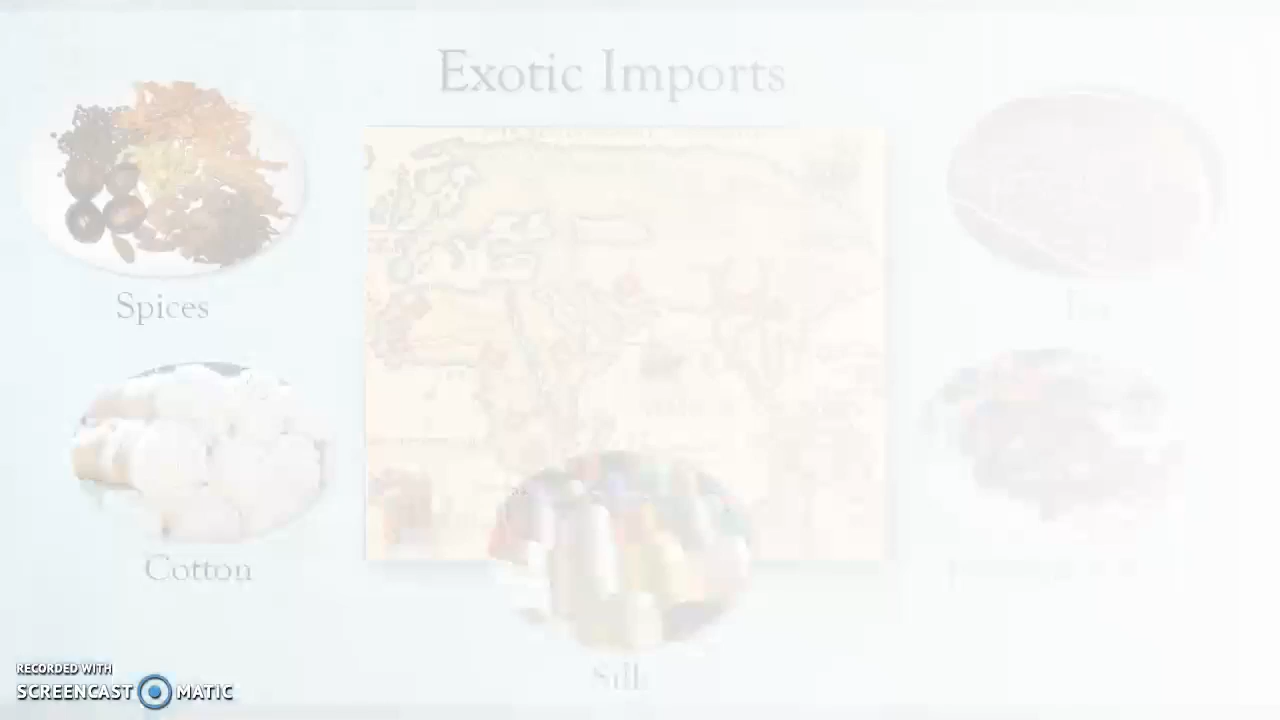 Exotic Imports
Spices
Cotton
Silk
RECORDED WITH
SCREENCAST MATIC